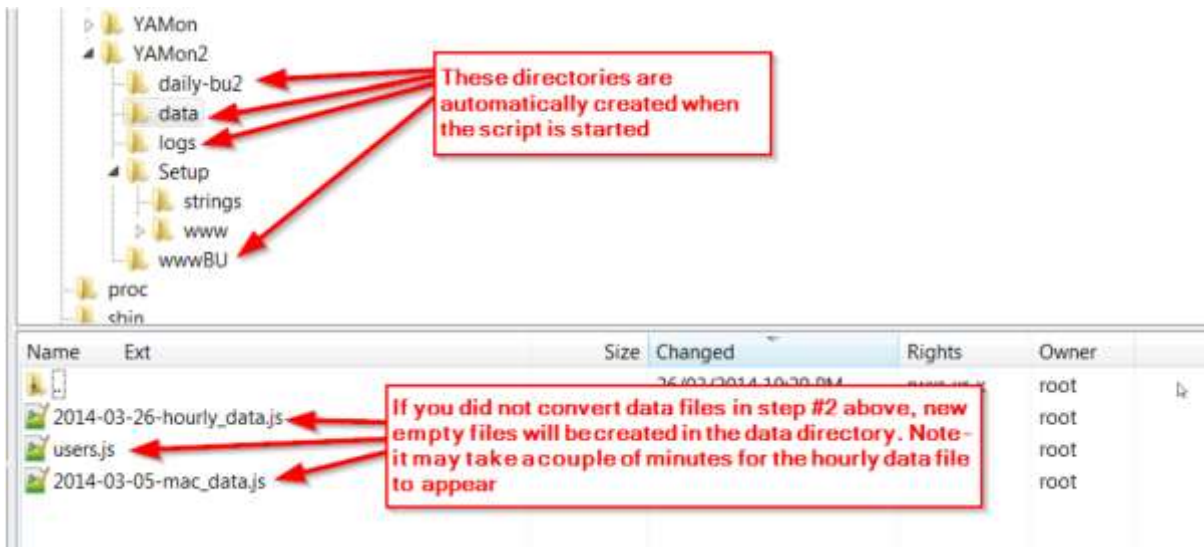 YAMon
YAMon2
daily-bu2
data
logs
Setup
strings
www
wwwBU
proc
sbin
These directories are
automatically created when
the script is started
Name Ext Size Changed Rights Owner
.. root
2014-03-26-hourly_data.js root
users.js root
2014-03-05-mac_data.js root
If you did not convert data files in step #2 above, new
empty files will be created in the data directory. Note -
it may take a couple of minutes for the hourly data file
to appear